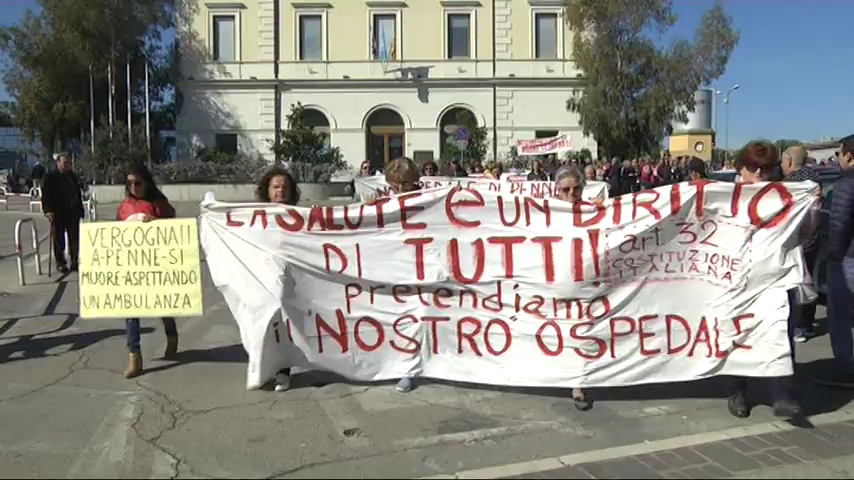 VERGOGNA!!
A-PENNE-SI
MUORE-ASPETTANDO
UN'AMBULANZA
LA SALUTE È UN DIRITTO
DI TUTTI!
art. 32
COSTITUZIONE
ITALIANA
pretendiamo
il "NOSTRO" OSPEDALE